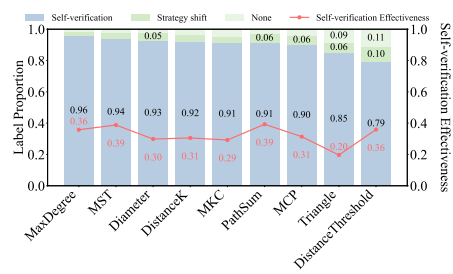 Self-verification Strategy shift None Self-verification Effectiveness
1.0 0.05 0.06 0.06 0.09 0.11 1.0
0.06 0.10
0.8 0.8
0.6 0.6
0.96 0.94 0.93 0.92 0.91 0.91 0.90 0.85 0.79
0.4 0.36 0.39 0.30 0.31 0.29 0.39 0.31 0.20 0.36 0.4
0.2 0.2
0.0 0.0
Label Proportion
Self-verification Effectiveness
MaxDegree
MST
Diameter
DistanceK
MKC
PathSum
MCP
Triangle
DistanceThreshold